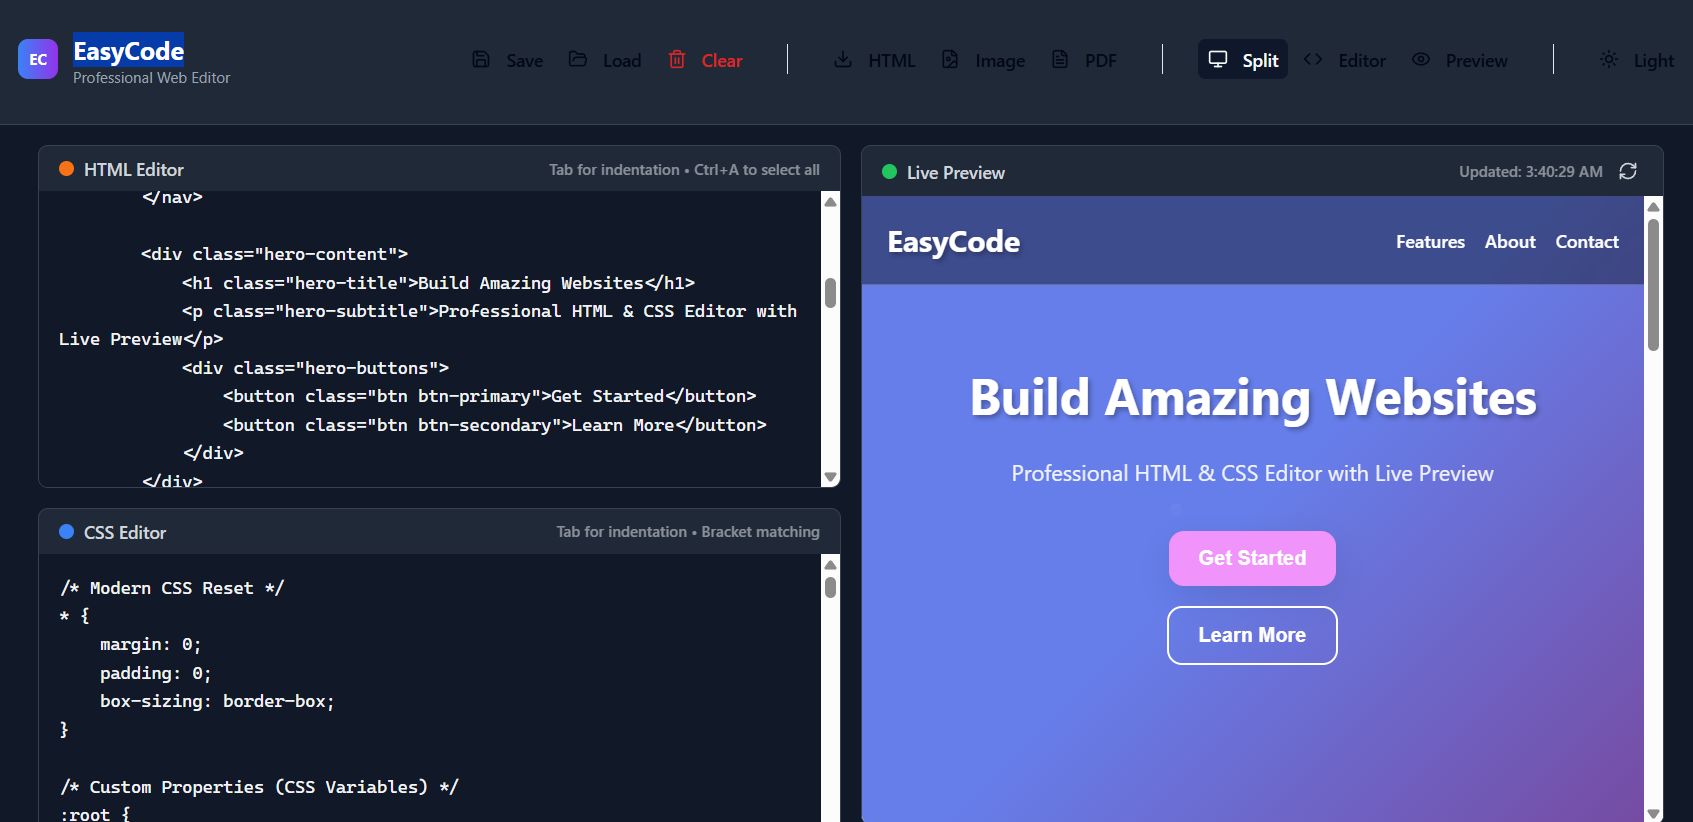 EC
EasyCode
Professional Web Editor
Save Load Clear HTML Image PDF Split Editor Preview Light
HTML Editor
Tab for indentation • Ctrl+A to select all
</nav>
<div class="hero-content">
<h1 class="hero-title">Build Amazing Websites</h1>
<p class="hero-subtitle">Professional HTML & CSS Editor with
Live Preview</p>
<div class="hero-buttons">
<button class="btn btn-primary">Get Started</button>
<button class="btn btn-secondary">Learn More</button>
</div>
</div>
CSS Editor
Tab for indentation • Bracket matching
/* Modern CSS Reset */
* {
margin: 0;
padding: 0;
box-sizing: border-box;
}
/* Custom Properties (CSS Variables) */
:root {
Live Preview
Updated: 3:40:29 AM
EasyCode
Features About Contact
Build Amazing Websites
Professional HTML & CSS Editor with Live Preview
Get Started
Learn More